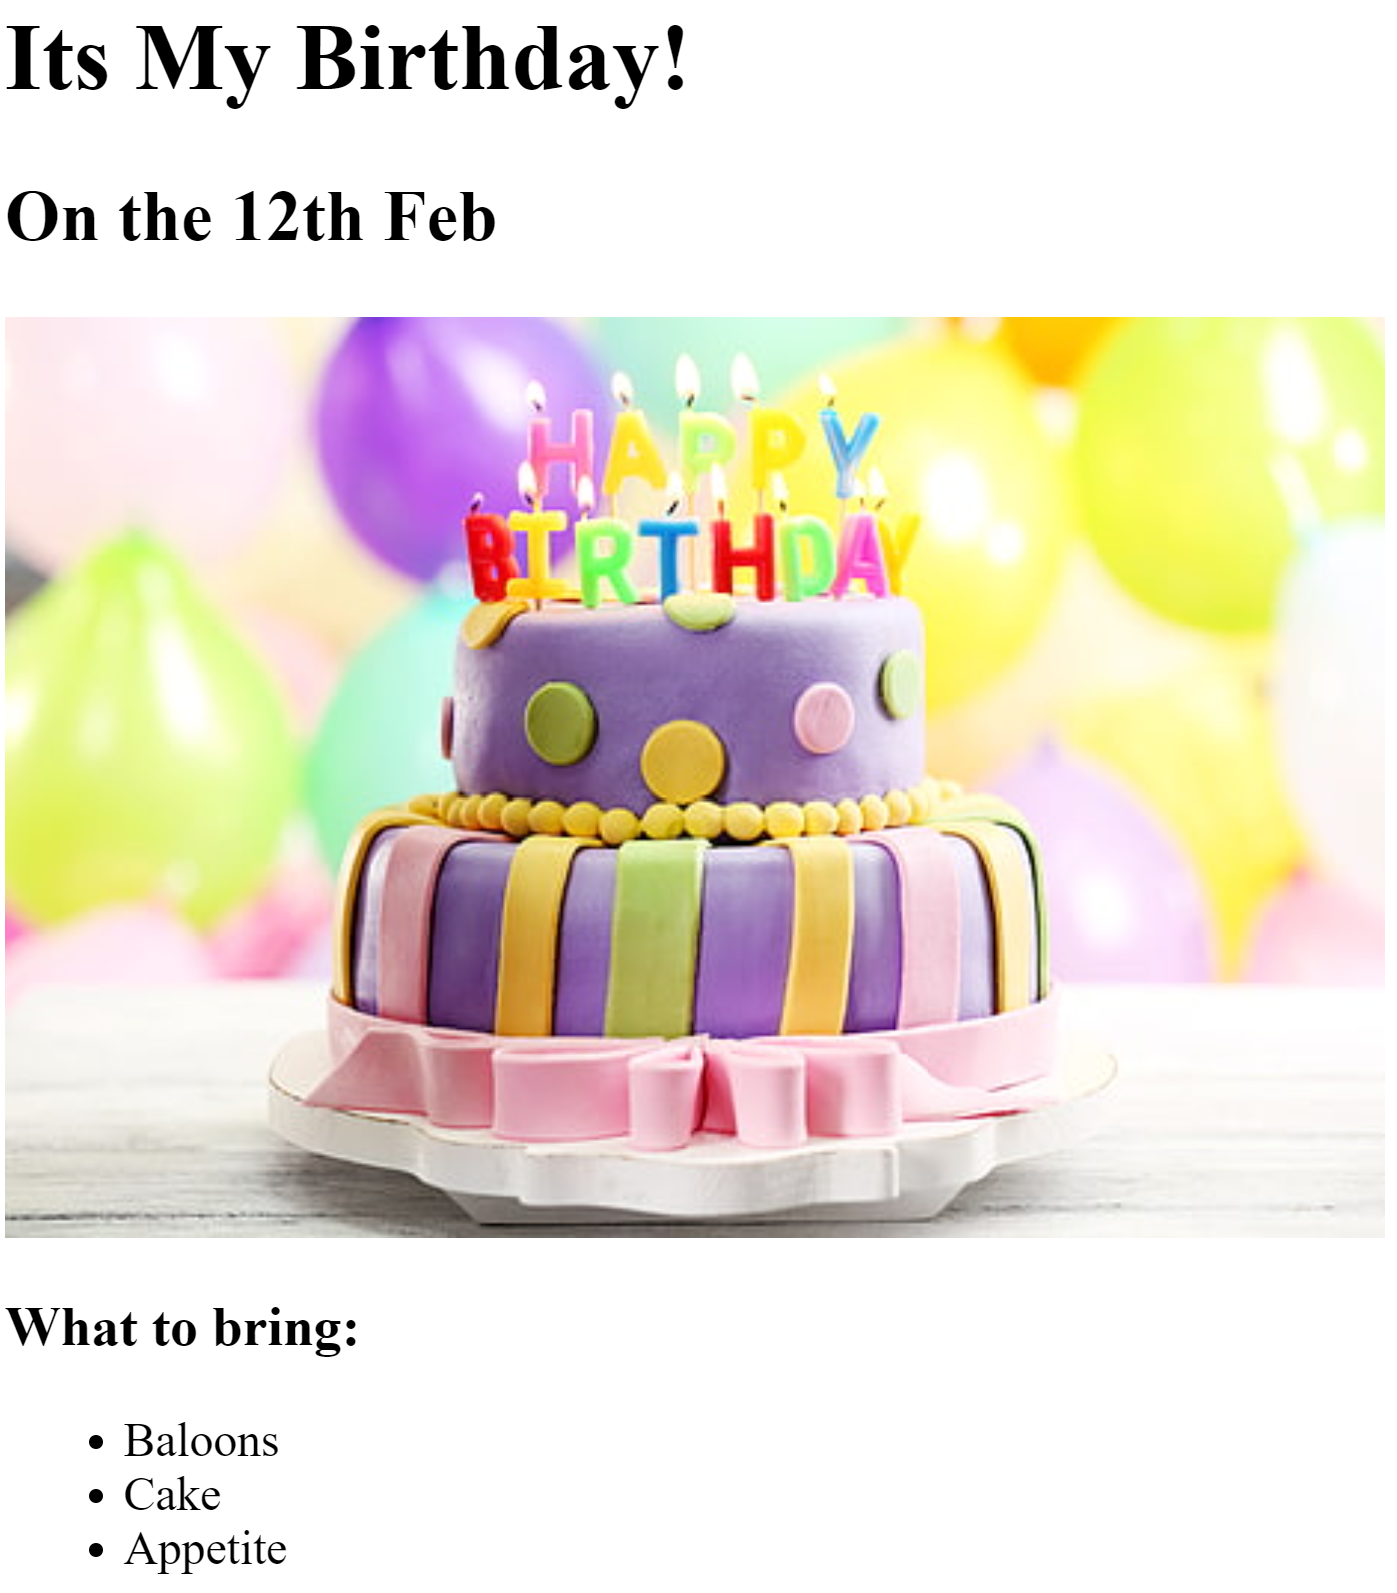 Its My Birthday!
On the 12th Feb
HAPPY
BIRTHDAY
What to bring:
Baloons
Cake
Appetite